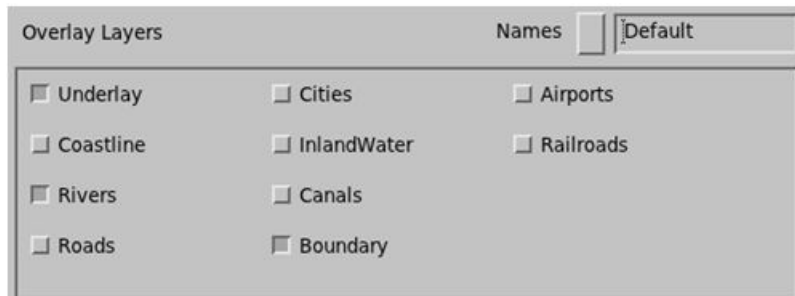 Overlay Layers Names Default
Underlay Cities Airports
Coastline InlandWater Railroads
Rivers Canals
Roads Boundary